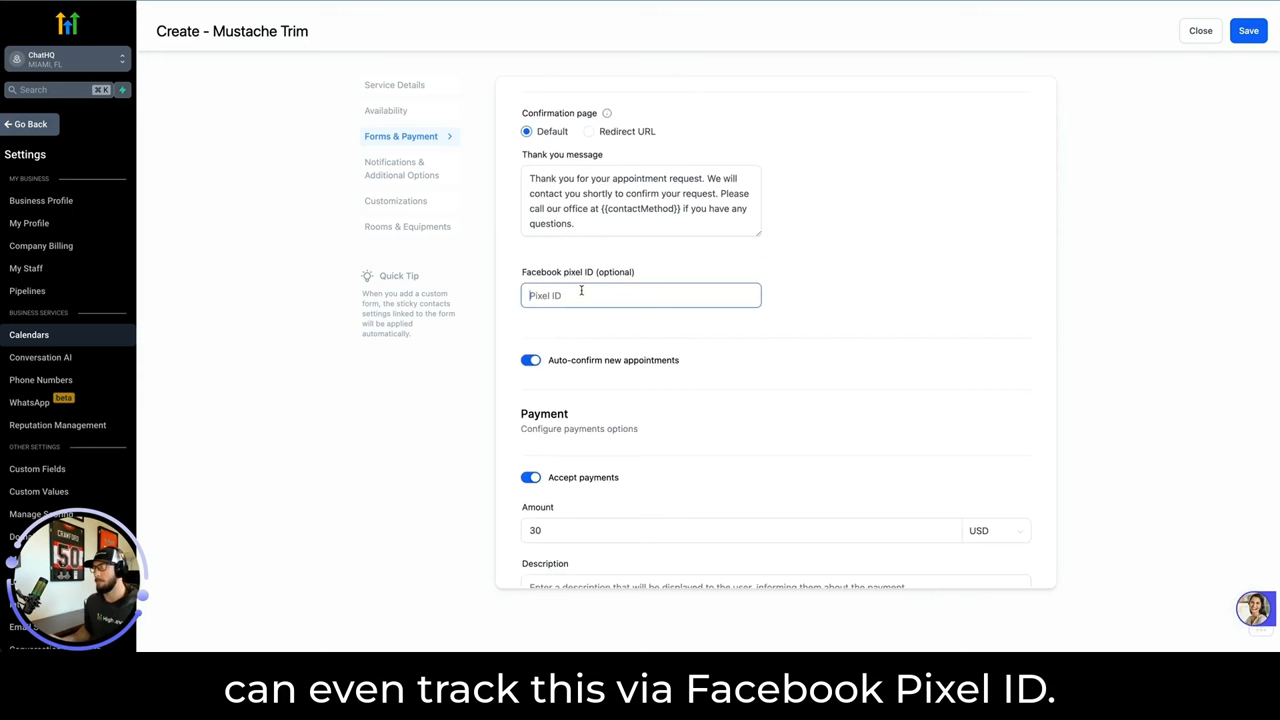 Create - Mustache Trim
Close
Save
ChatHQ
MIAMI, FL
Search
⌘ K
Go Back
Settings
MY BUSINESS
Business Profile
My Profile
Company Billing
My Staff
Pipelines
BUSINESS SERVICES
Calendars
Conversation AI
Phone Numbers
WhatsApp beta
Reputation Management
OTHER SETTINGS
Custom Fields
Custom Values
Service Details
Availability
Forms & Payment
Notifications &
Additional Options
Customizations
Rooms & Equipments
Quick Tip
When you add a custom
form, the sticky contacts
settings linked to the form
will be applied
automatically.
Confirmation page
Default
Redirect URL
Thank you message
Thank you for your appointment request. We will
contact you shortly to confirm your request. Please
call our office at {{contactMethod}} if you have any
questions.
Facebook pixel ID (optional)
Pixel ID
Auto-confirm new appointments
Payment
Configure payments options
Accept payments
Amount
30
USD
Description
Enter a description that will be displayed to the user, informing them about the payment
CRAWFORD
50
can even track this via Facebook Pixel ID.